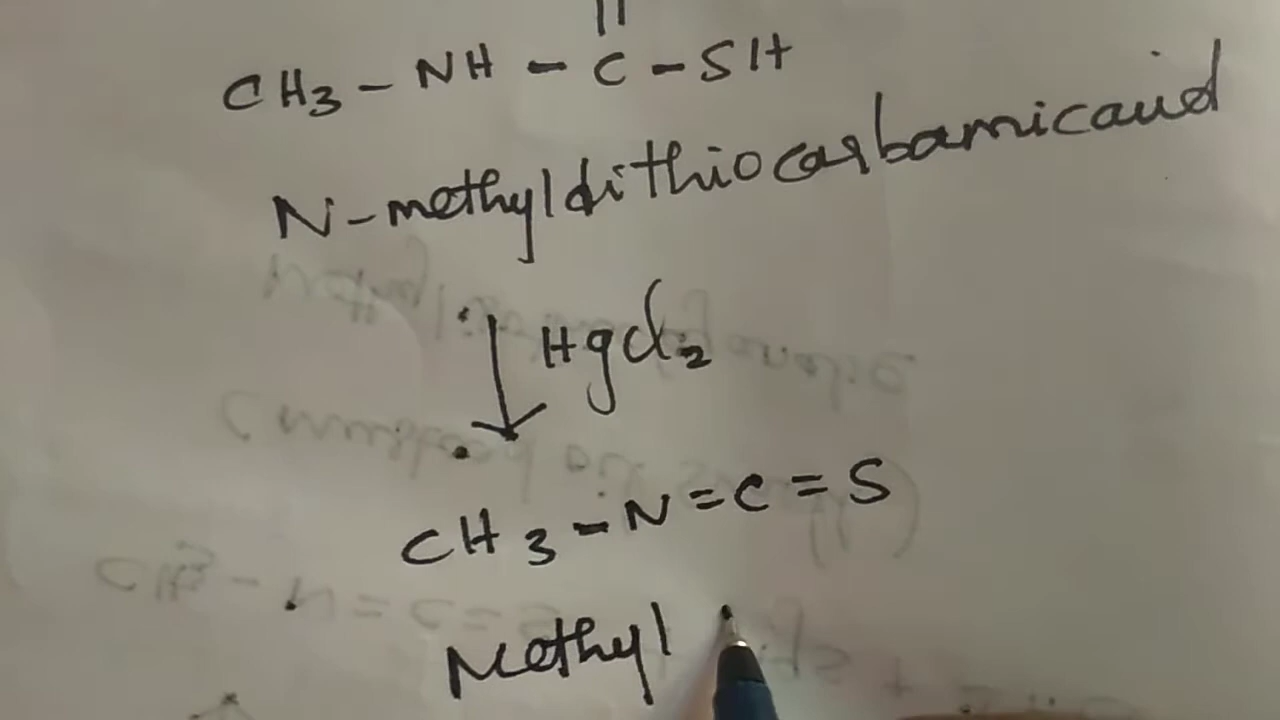 CH3 - NH - C - SH
N-methyldithiocarbamicacid
HgCl2
CH3 - N = C = S
Methyl